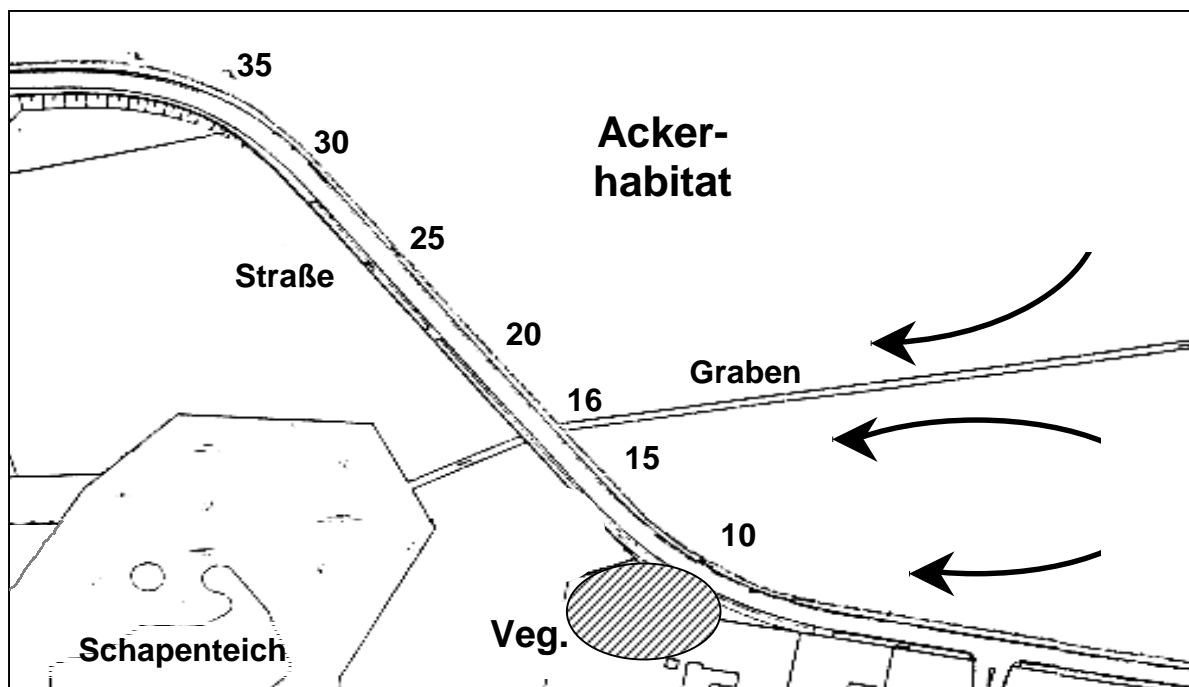 35
30
Acker-
habitat
25
Straße
20
Graben
16
15
10
Veg.
Schapenteich